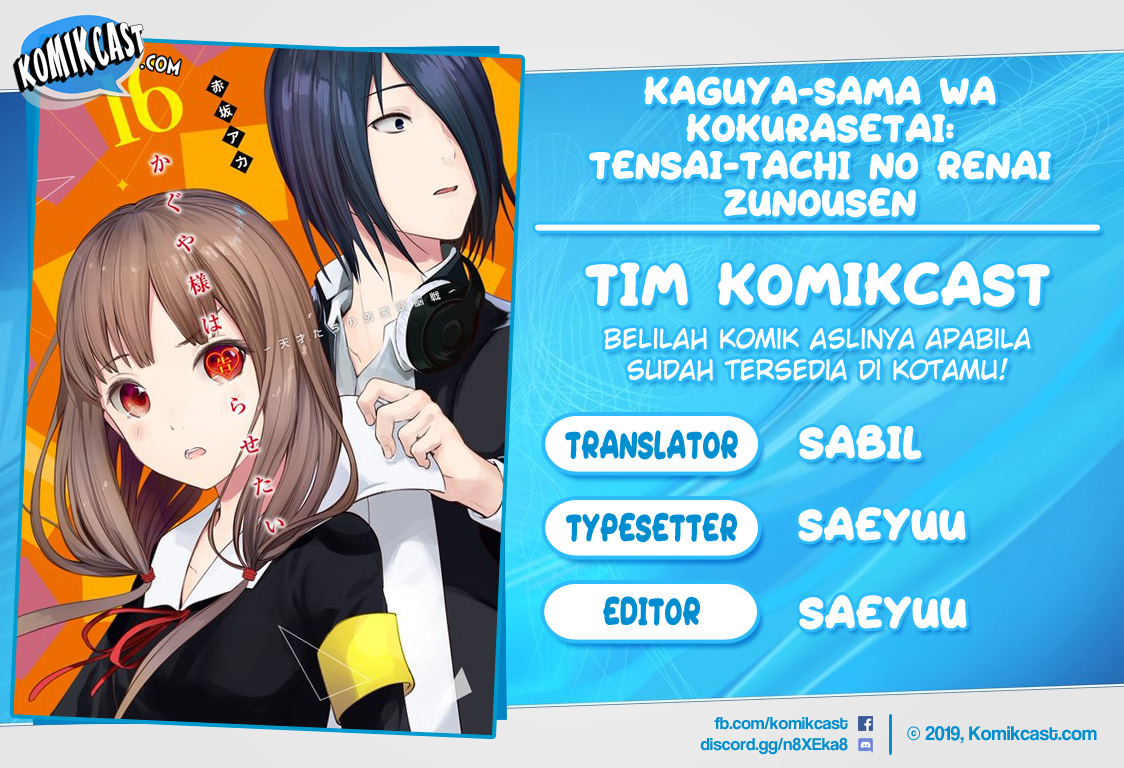 KOMIKCAST.COM
16
赤坂アカ
かぐや様は告らせたい
～天才たちの恋愛頭脳戦～
KAGUYA-SAMA WA
KOKURASETAI:
TENSAI-TACHI NO RENAI
ZUNOUSEN
TIM KOMIKCAST
BELILAH KOMIK ASLINYA APABILA
SUDAH TERSEDIA DI KOTAMU!
TRANSLATOR SABIL
TYPESETTER SAEYUU
EDITOR SAEYUU
fb.com/komikcast
discord.gg/n8XEka8
© 2019, Komikcast.com